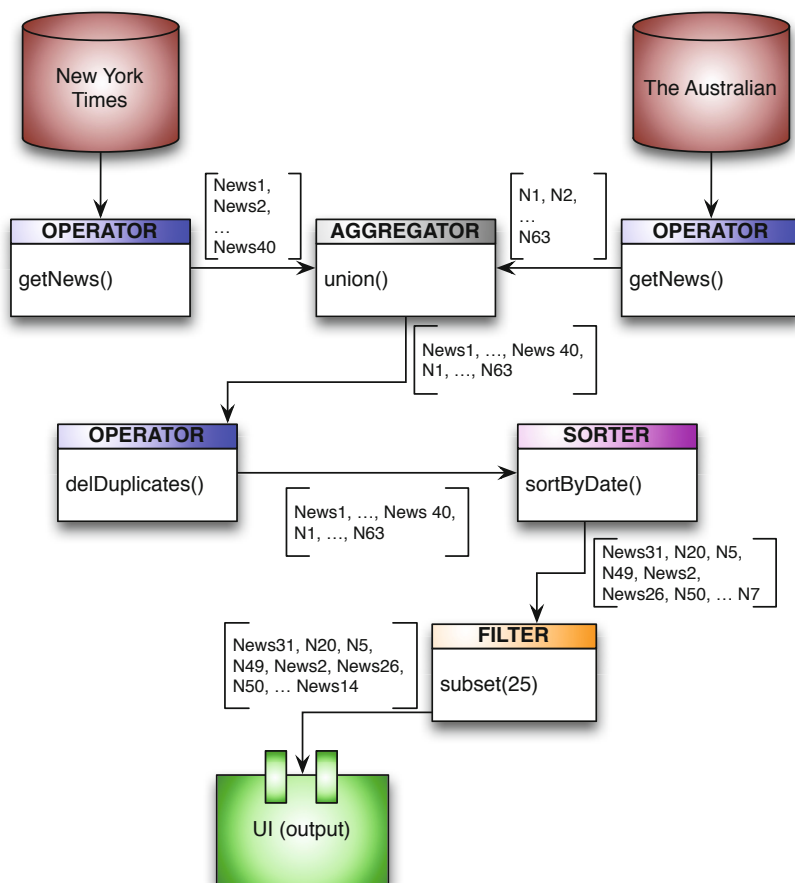 New York
Times
The Australian
News1,
News2,
…
News40
N1, N2,
…
N63
OPERATOR
getNews()
AGGREGATOR
union()
OPERATOR
getNews()
News1, …, News 40,
N1, …, N63
OPERATOR
delDuplicates()
SORTER
sortByDate()
News1, …, News 40,
N1, …, N63
News31, N20, N5,
N49, News2,
News26, N50, … N7
FILTER
subset(25)
News31, N20, N5,
N49, News2, News26,
N50, … News14
UI (output)